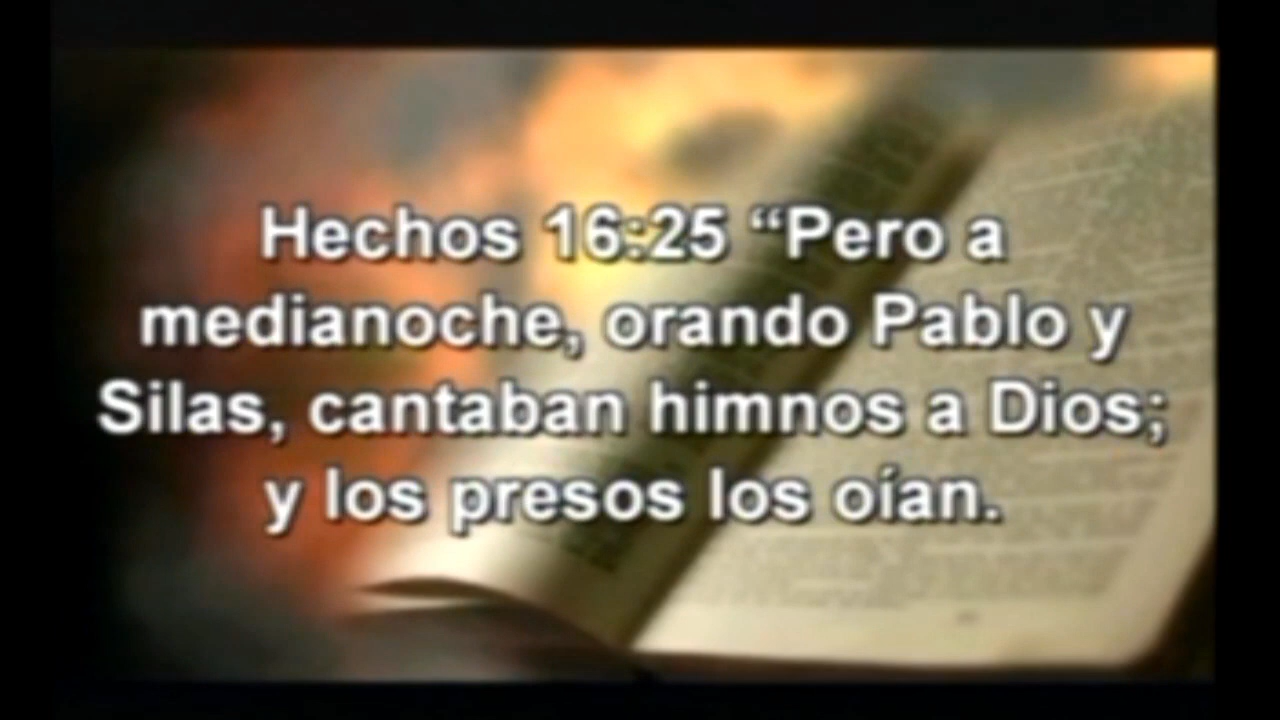 Hechos 16:25 “Pero a
medianoche, orando Pablo y
Silas, cantaban himnos a Dios;
y los presos los oían.